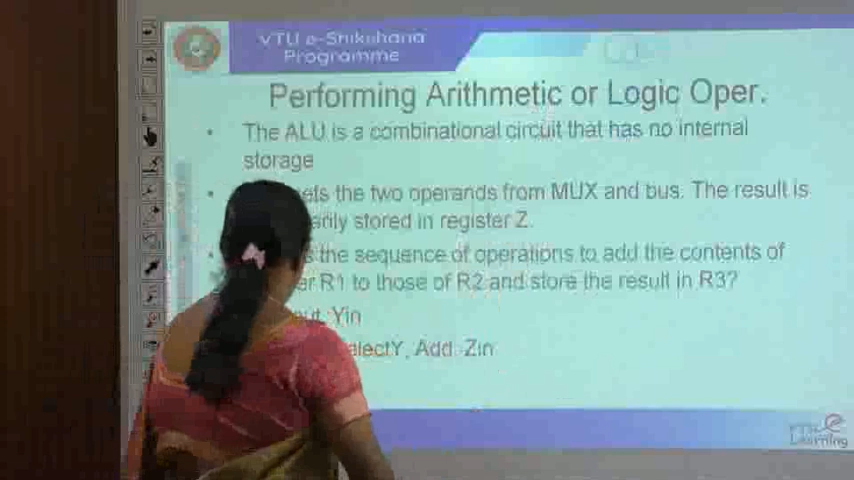 VTU e-Shikshana
Programme
Performing Arithmetic or Logic Oper.
• The ALU is a combinational circuit that has no internal
storage
the two operands from MUX and bus. The result is
stored in register Z.
the sequence of operations to add the contents of
R1 to those of R2 and store the result in R3?
Yin
Add, Zin
Learning